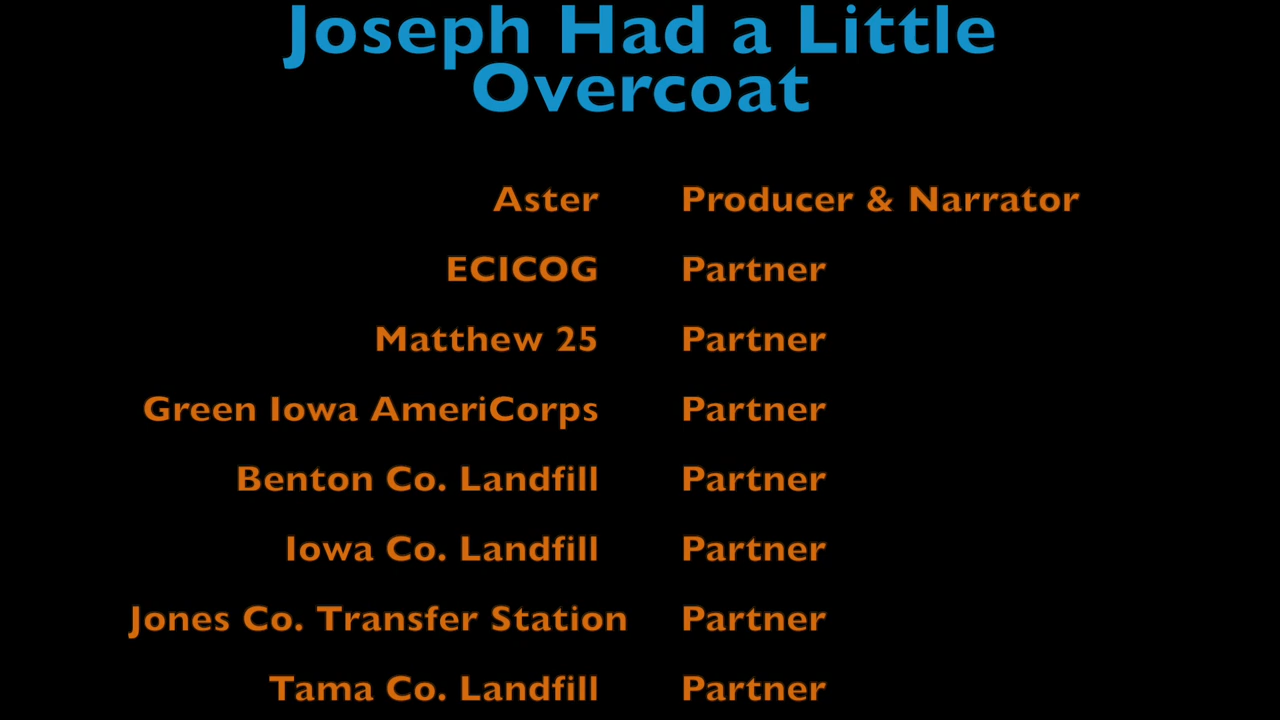 Joseph Had a Little
Overcoat
Aster Producer & Narrator
ECICOG Partner
Matthew 25 Partner
Green Iowa AmeriCorps Partner
Benton Co. Landfill Partner
Iowa Co. Landfill Partner
Jones Co. Transfer Station Partner
Tama Co. Landfill Partner